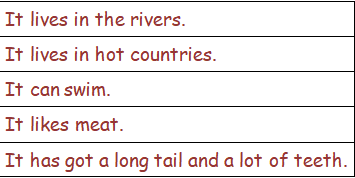 It lives in the rivers.
It lives in hot countries.
It can swim.
It likes meat.
It has got a long tail and a lot of teeth.